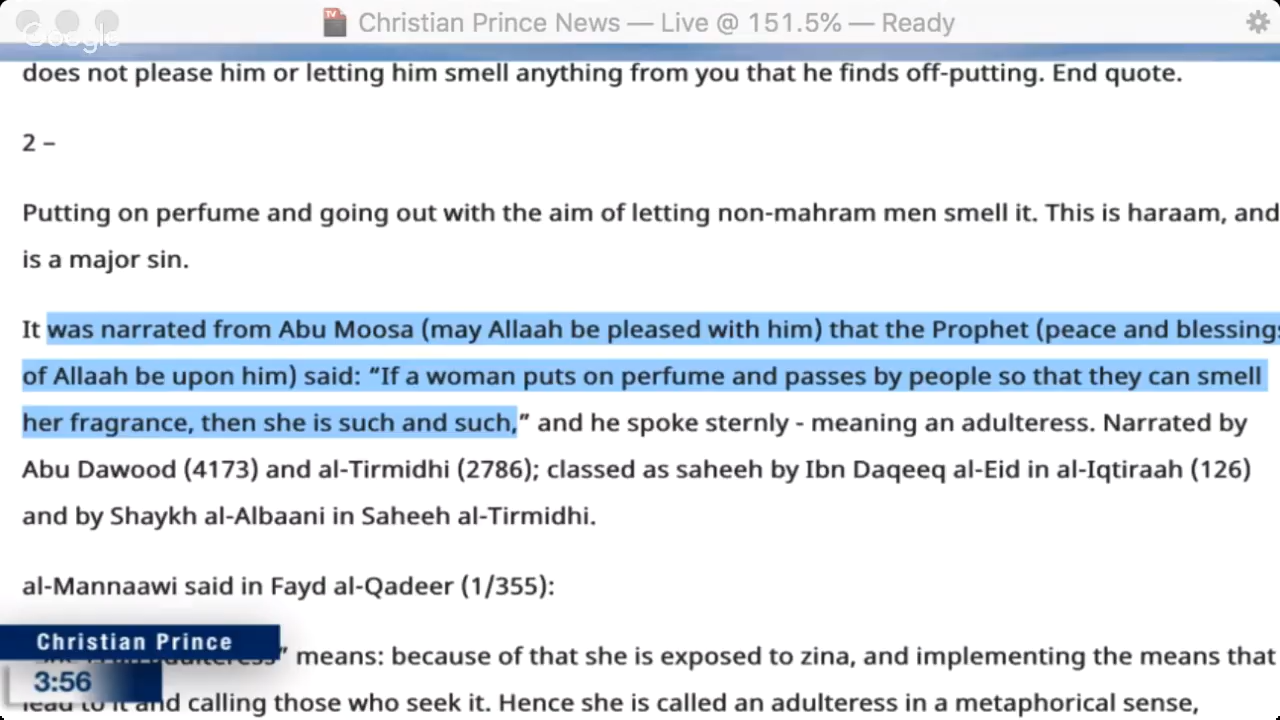 Christian Prince News — Live @ 151.5% — Ready
Google
does not please him or letting him smell anything from you that he finds off-putting. End quote.
2 –
Putting on perfume and going out with the aim of letting non-mahram men smell it. This is haraam, and
is a major sin.
It was narrated from Abu Moosa (may Allaah be pleased with him) that the Prophet (peace and blessings
of Allaah be upon him) said: “If a woman puts on perfume and passes by people so that they can smell
her fragrance, then she is such and such,” and he spoke sternly - meaning an adulteress. Narrated by
Abu Dawood (4173) and al-Tirmidhi (2786); classed as saheeh by Ibn Daqeeq al-Eid in al-Iqtiraah (126)
and by Shaykh al-Albaani in Saheeh al-Tirmidhi.
al-Mannaawi said in Fayd al-Qadeer (1/355):
Christian Prince
” means: because of that she is exposed to zina, and implementing the means that
3:56
lead to it and calling those who seek it. Hence she is called an adulteress in a metaphorical sense,